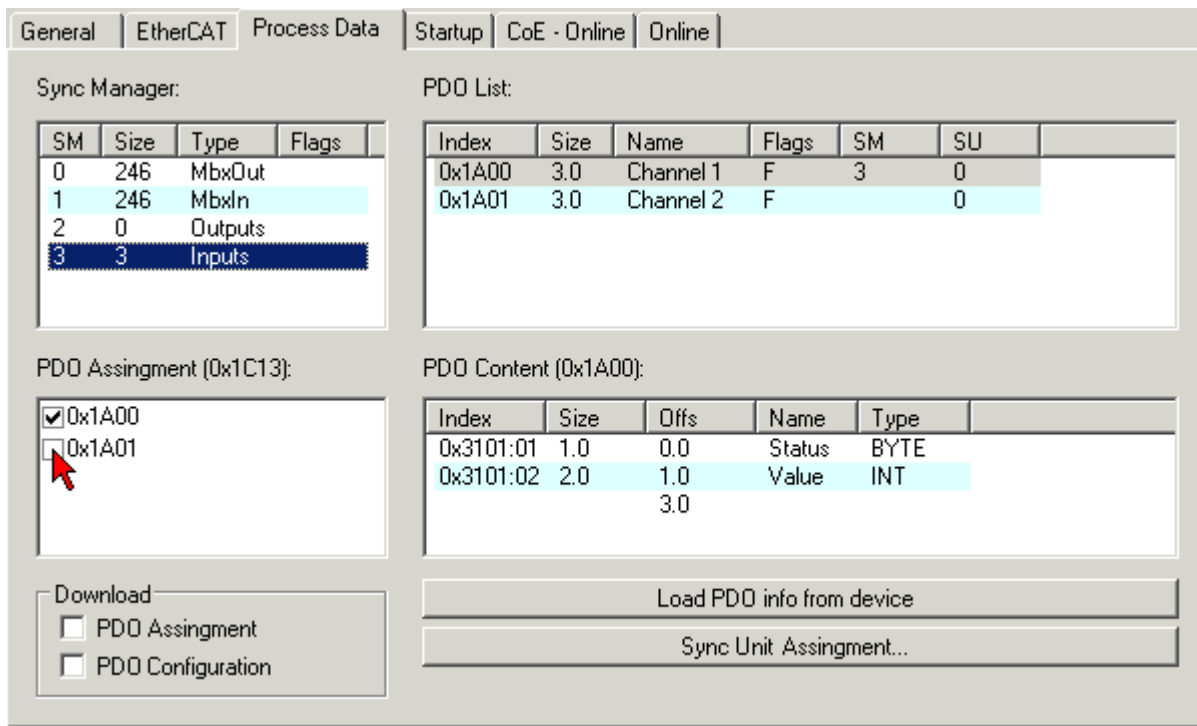 General EtherCAT Process Data Startup CoE - Online Online
Sync Manager:
SM Size Type Flags
0 246 MbxOut
1 246 MbxIn
2 0 Outputs
3 3 Inputs
PDO List:
Index Size Name Flags SM SU
0x1A00 3.0 Channel 1 F 3 0
0x1A01 3.0 Channel 2 F 0
PDO Assingment (0x1C13):
0x1A00
0x1A01
PDO Content (0x1A00):
Index Size Offs Name Type
0x3101:01 1.0 0.0 Status BYTE
0x3101:02 2.0 1.0 Value INT
3.0
Download
PDO Assingment
PDO Configuration
Load PDO info from device
Sync Unit Assingment...